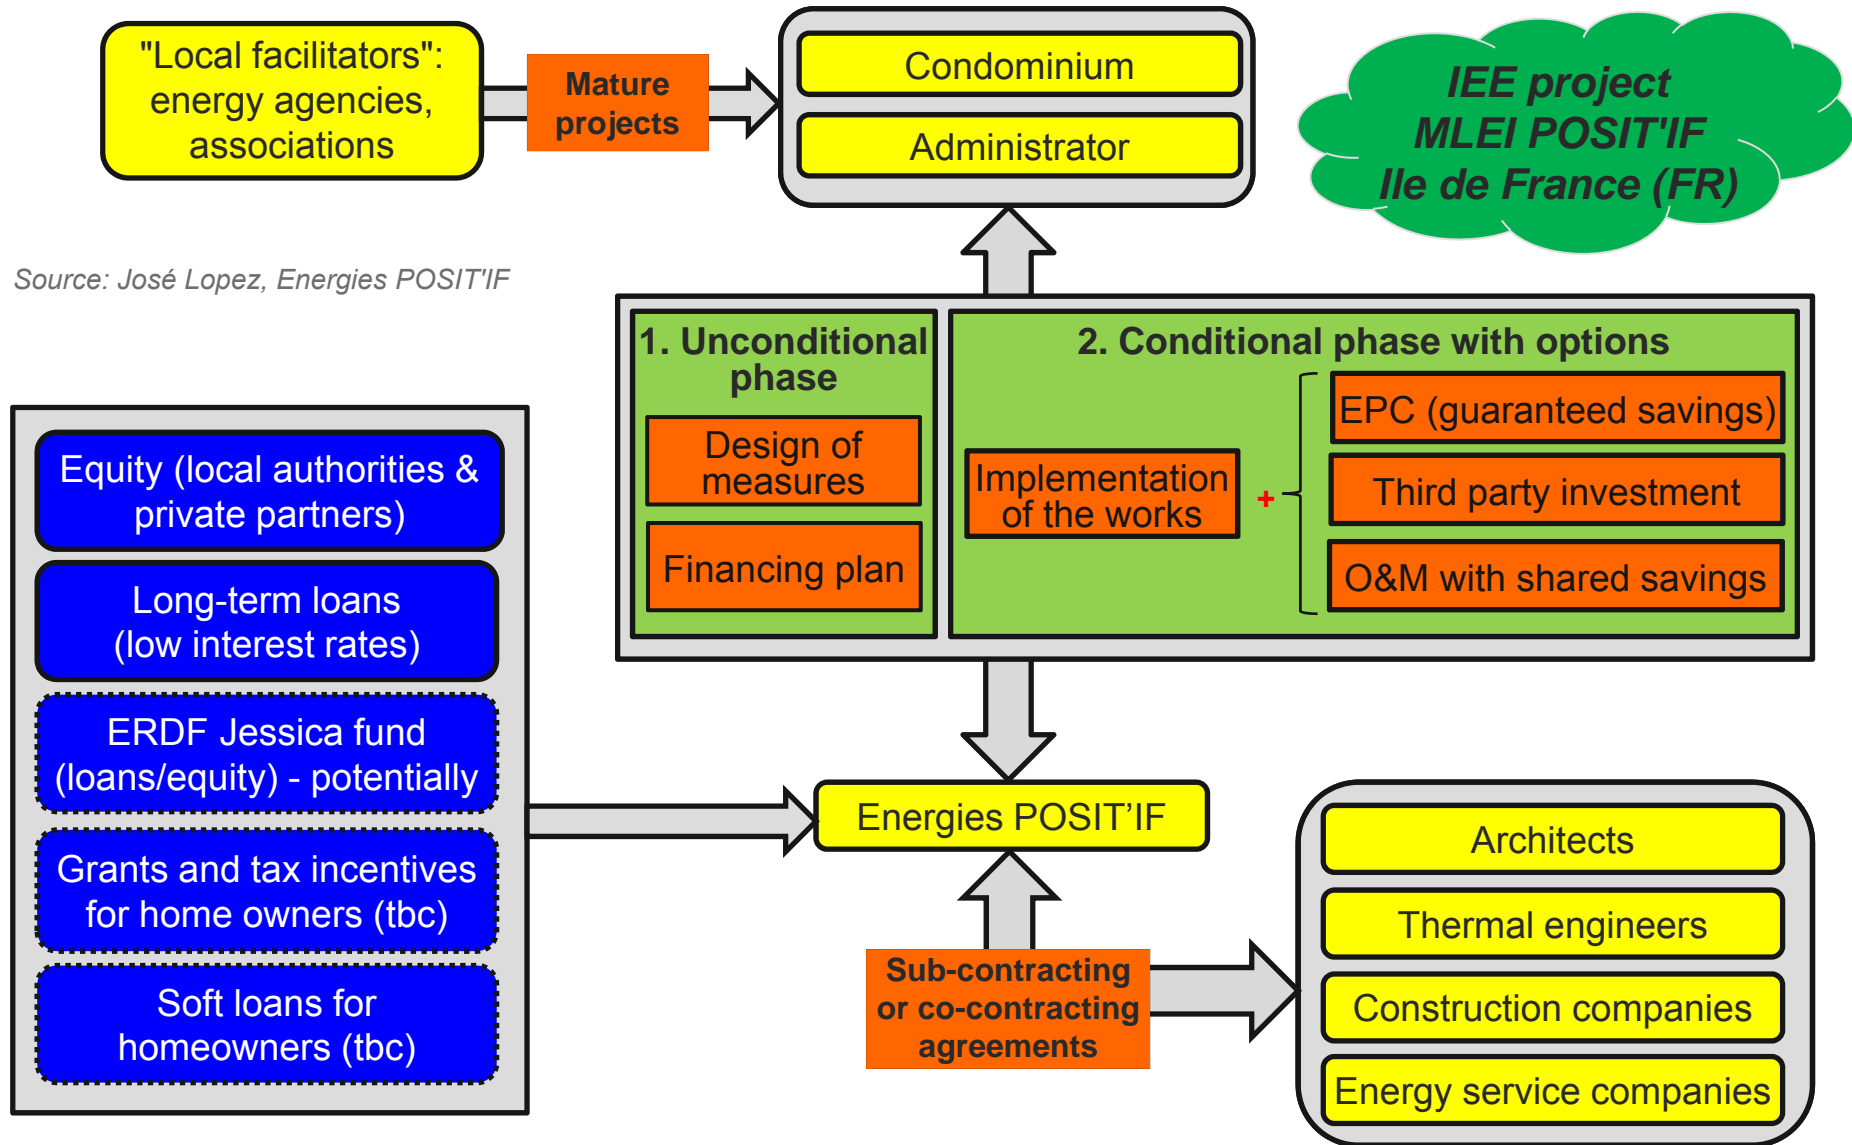 "Local facilitators":
energy agencies,
associations
Mature
projects
Condominium
Administrator
IEE project
MLEI POSIT'IF
Ile de France (FR)
Source: José Lopez, Energies POSIT'IF
1. Unconditional
phase
Design of
measures
Financing plan
2. Conditional phase with options
Implementation
of the works
+
EPC (guaranteed savings)
Third party investment
O&M with shared savings
Equity (local authorities &
private partners)
Long-term loans
(low interest rates)
ERDF Jessica fund
(loans/equity) - potentially
Grants and tax incentives
for home owners (tbc)
Soft loans for
homeowners (tbc)
Energies POSIT’IF
Sub-contracting
or co-contracting
agreements
Architects
Thermal engineers
Construction companies
Energy service companies